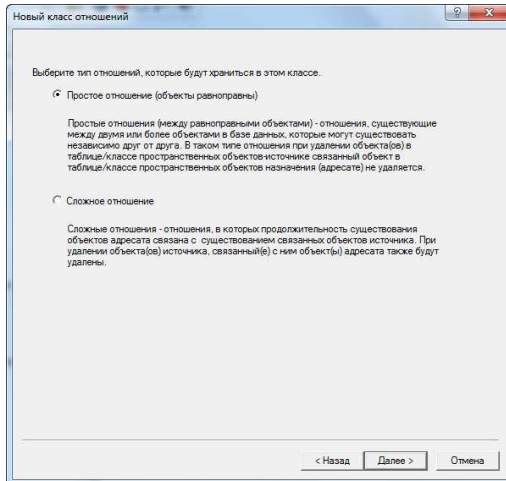 Новый класс отношений
Выберите тип отношений, которые будут храниться в этом классе.
Простое отношение (объекты равноправны)
Простые отношения (между равноправными объектами) - отношения, существующие
между двумя или более объектами в базе данных, которые могут существовать
независимо друг от друга. В таком типе отношения при удалении объекта(ов) в
таблице/классе пространственных объектов-источнике связанный объект в
таблице/классе пространственных объектов назначения (адресате) не удаляется.
Сложное отношение
Сложные отношения - отношения, в которых продолжительность существования
объектов адресата связана с существованием связанных объектов источника. При
удалении объекта(ов) источника, связанный(е) с ним объект(ы) адресата также будут
удалены.
< Назад Далее > Отмена